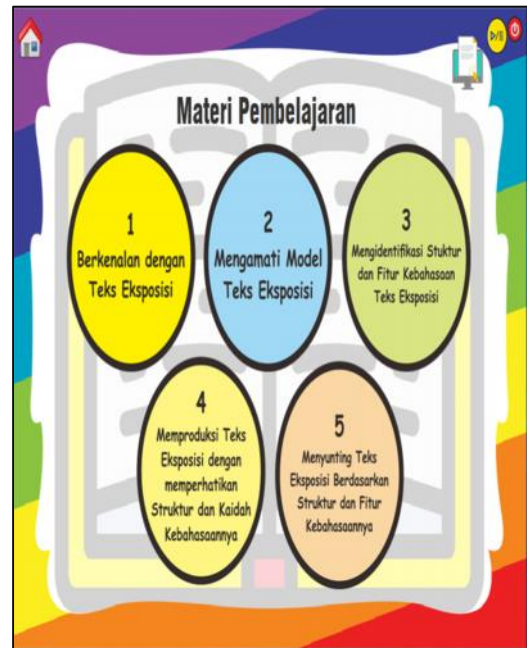 Materi Pembelajaran
1
Berkenalan dengan
Teks Eksposisi
2
Mengamati Model
Teks Eksposisi
3
Mengidentifikasi Stuktur
dan Fitur Kebahasaan
Teks Eksposisi
4
Memproduksi Teks
Eksposisi dengan
memperhatikan
Struktur dan Kaidah
Kebahasaannya
5
Menyunting Teks
Eksposisi Berdasarkan
Struktur dan Fitur
Kebahasaannya